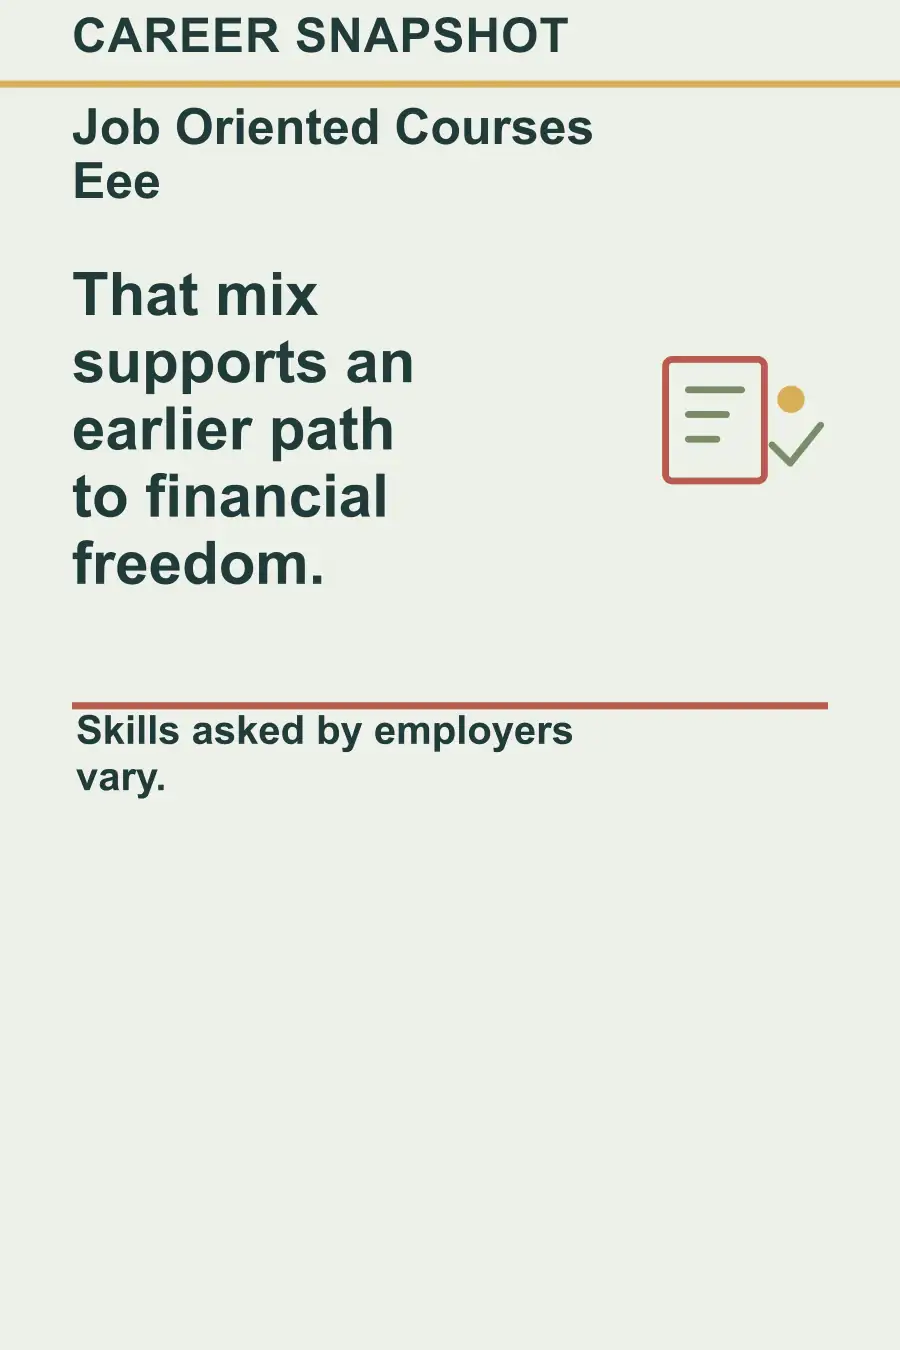 CAREER SNAPSHOT
Job Oriented Courses
Eee
That mix
supports an
earlier path
to financial
freedom.
Skills asked by employers
vary.